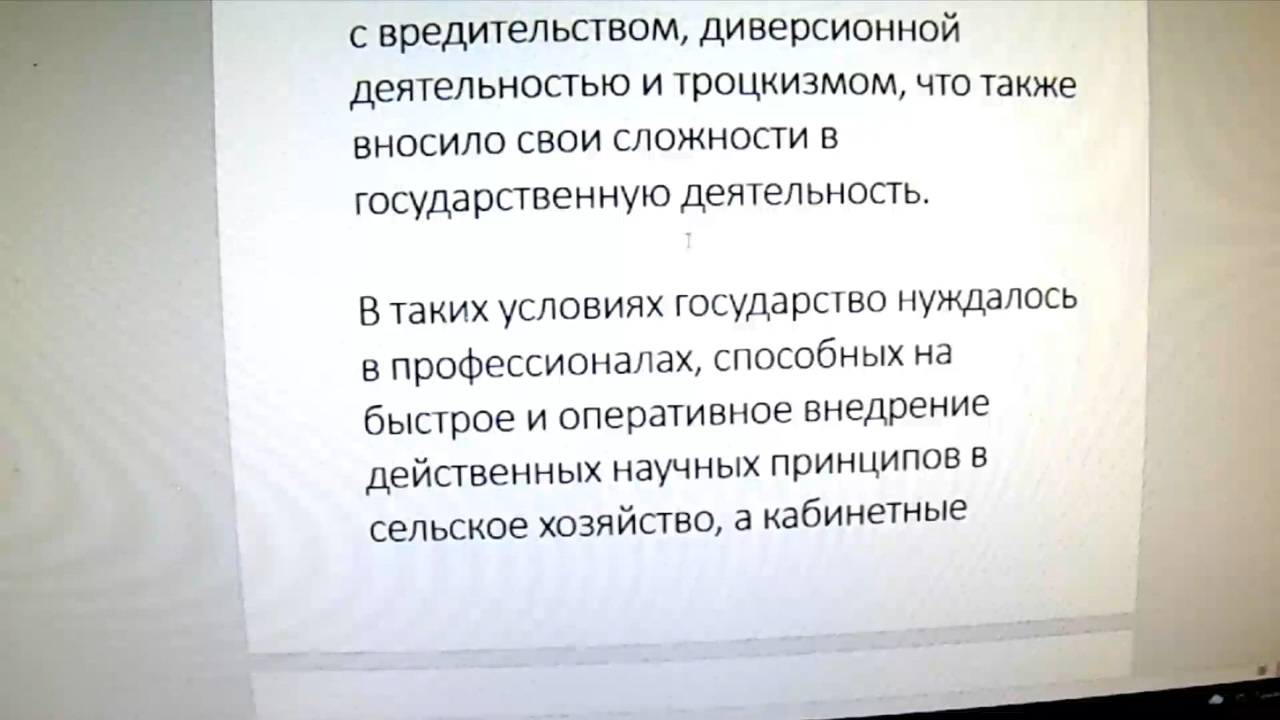 с вредительством, диверсионной
деятельностью и троцкизмом, что также
вносило свои сложности в
государственную деятельность.
В таких условиях государство нуждалось
в профессионалах, способных на
быстрое и оперативное внедрение
действенных научных принципов в
сельское хозяйство, а кабинетные